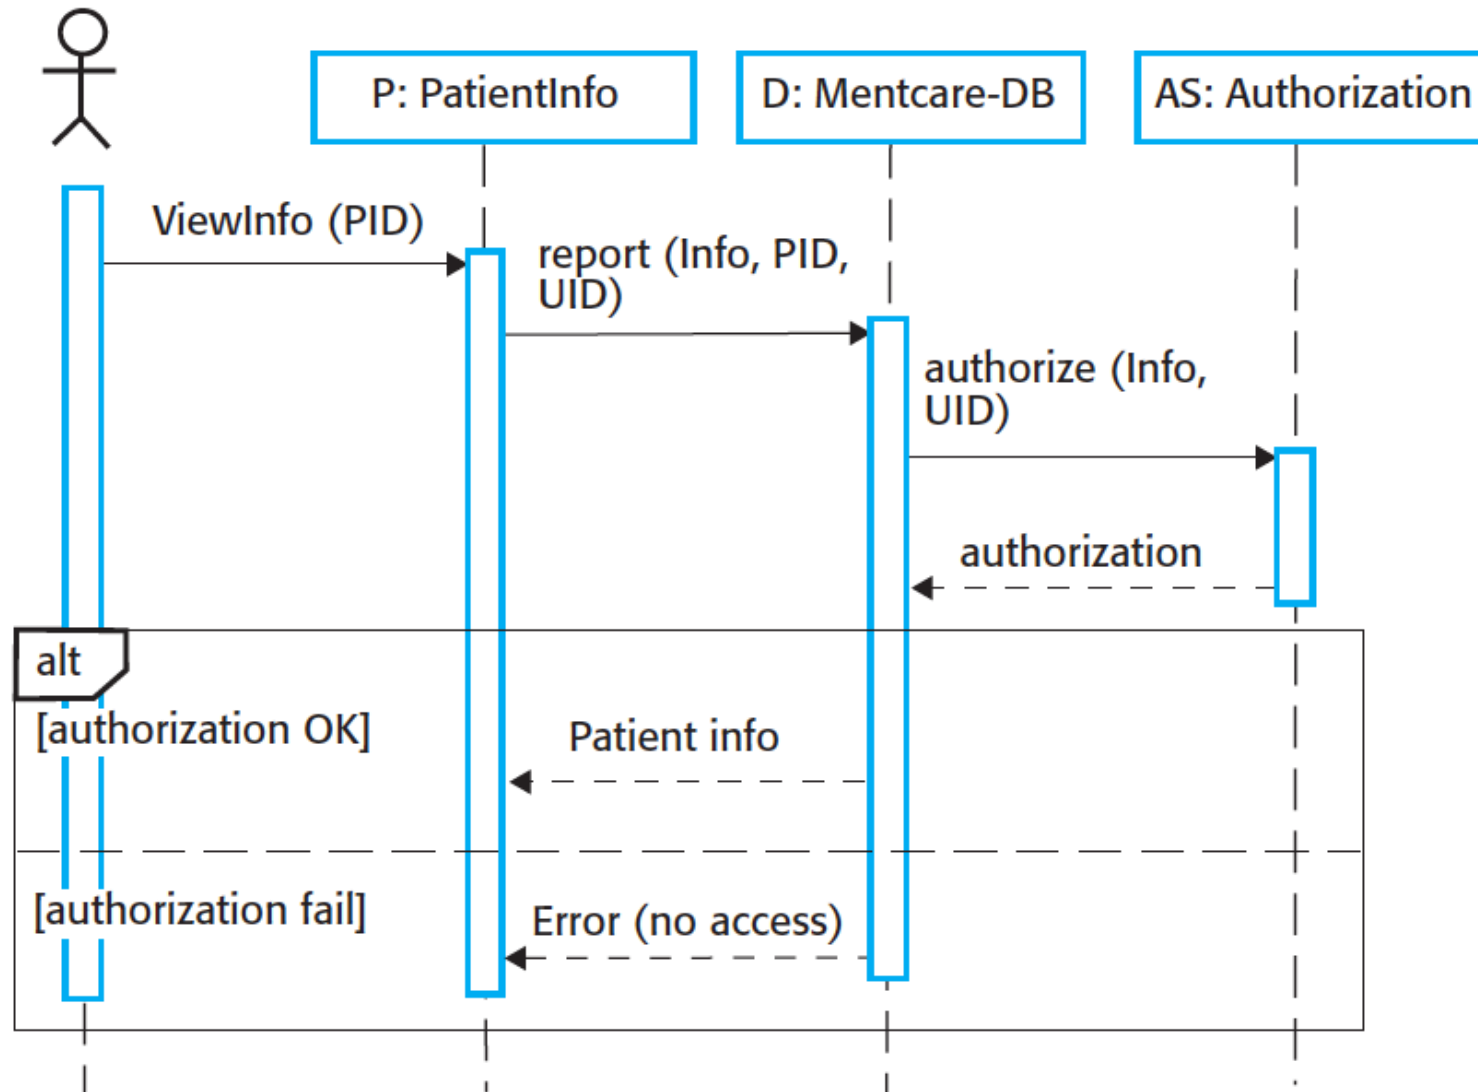 P: PatientInfo
D: Mentcare-DB
AS: Authorization
ViewInfo (PID)
report (Info, PID,
UID)
authorize (Info,
UID)
authorization
alt
[authorization OK]
Patient info
[authorization fail]
Error (no access)